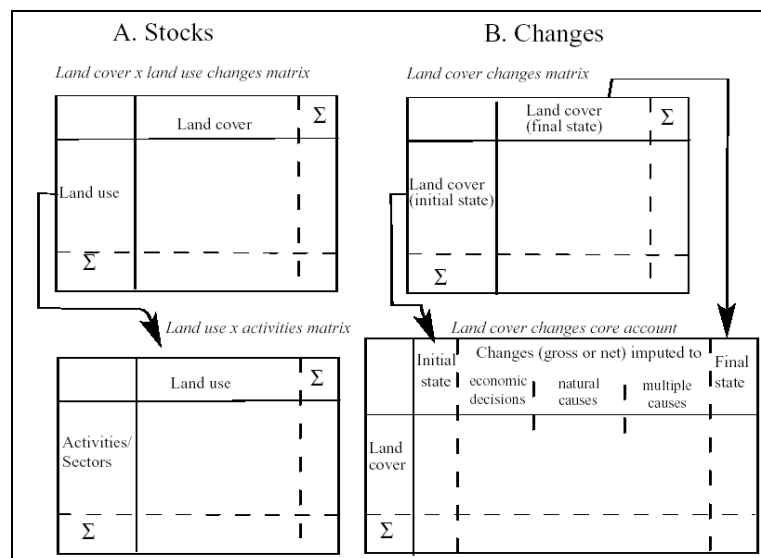 A. Stocks
Land cover x land use changes matrix
Land cover
Σ
Land use
Σ
Land use x activities matrix
Land use
Σ
Activities/
Sectors
Σ
B. Changes
Land cover changes matrix
Land cover
(final state)
Σ
Land cover
(initial state)
Σ
Land cover changes core account
Initial
state
Changes (gross or net) imputed to
economic
decisions
natural
causes
multiple
causes
Final
state
Land
cover
Σ